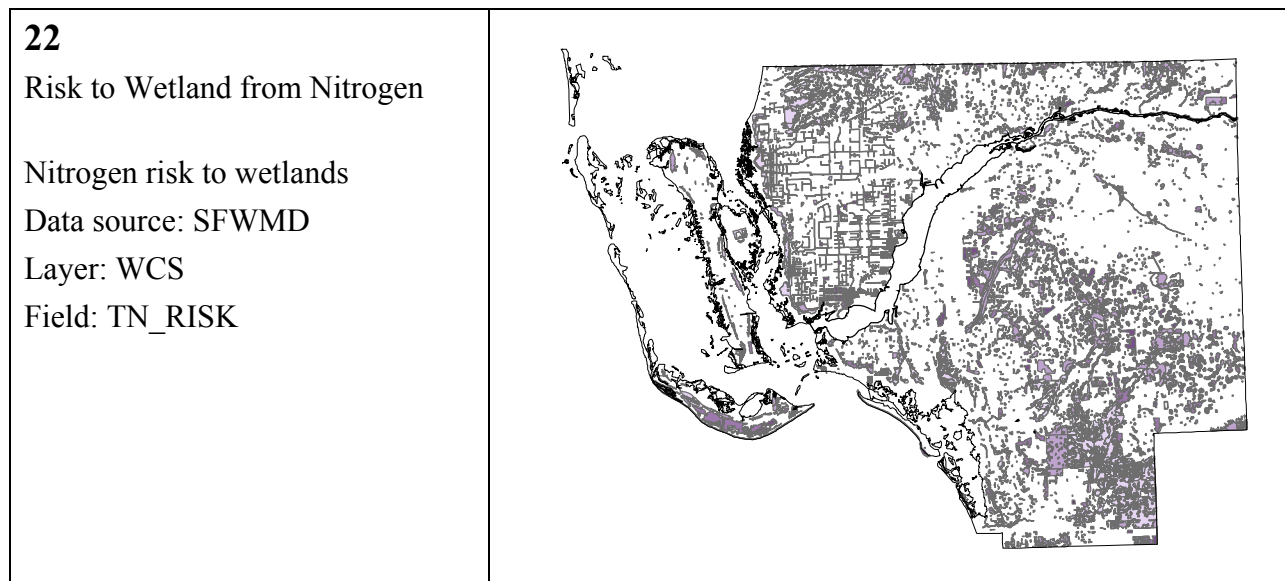 22
Risk to Wetland from Nitrogen
Nitrogen risk to wetlands
Data source: SFWMD
Layer: WCS
Field: TN_RISK